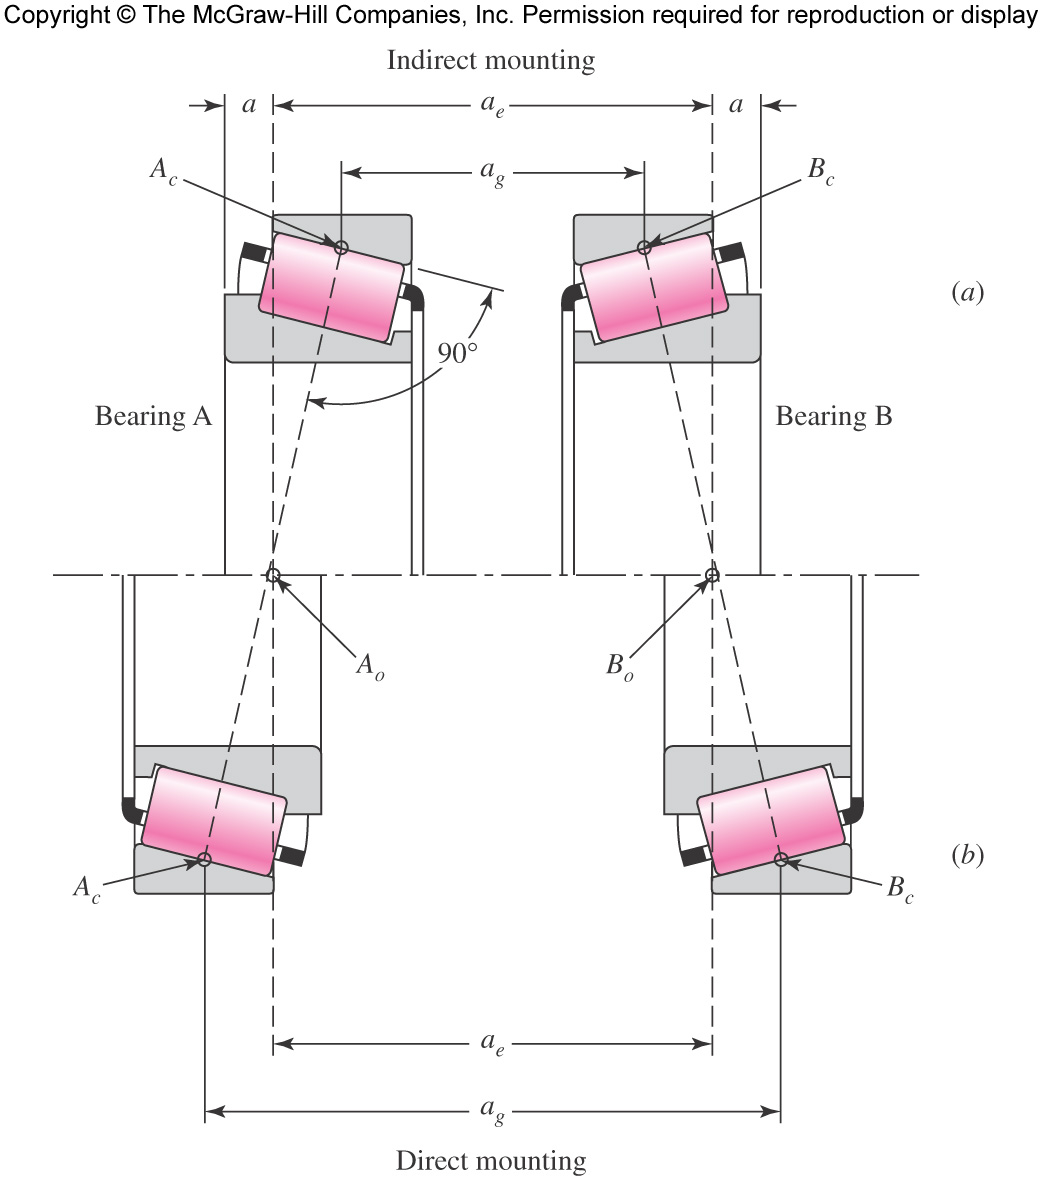 Copyright © The McGraw-Hill Companies, Inc. Permission required for reproduction or display
Indirect mounting
a
a_e
a
A_c
a_g
B_c
(a)
90°
Bearing A
Bearing B
A_o
B_o
(b)
A_c
B_c
a_e
a_g
Direct mounting